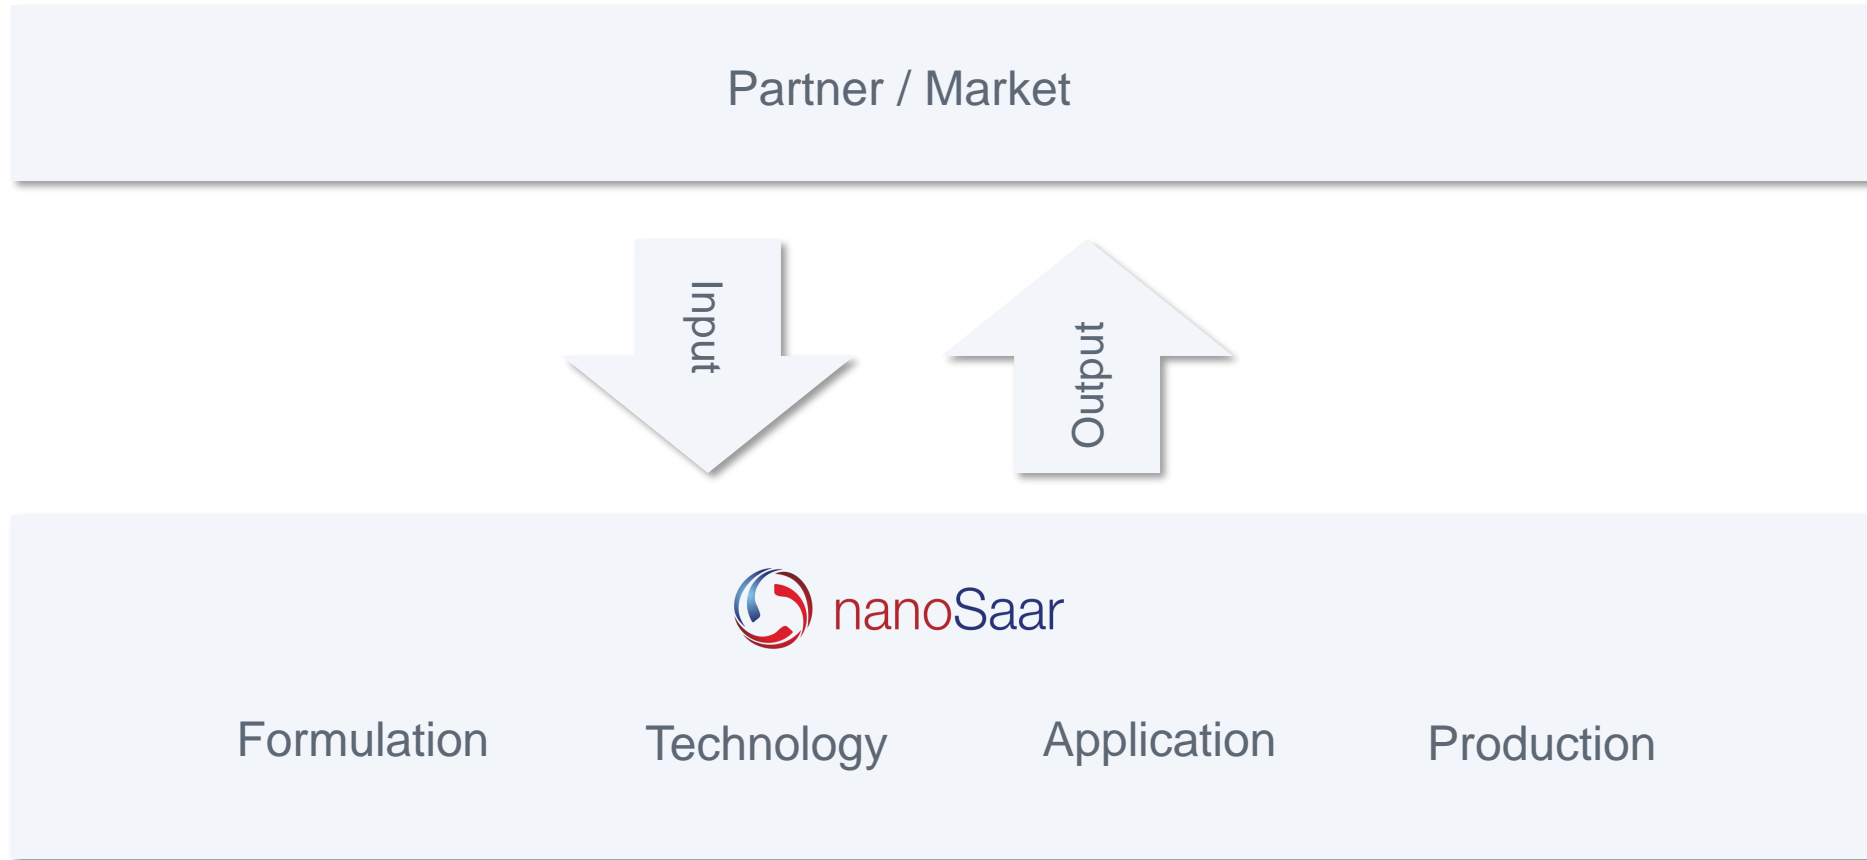 Partner / Market
Input
Output
nanoSaar
Formulation
Technology
Application
Production